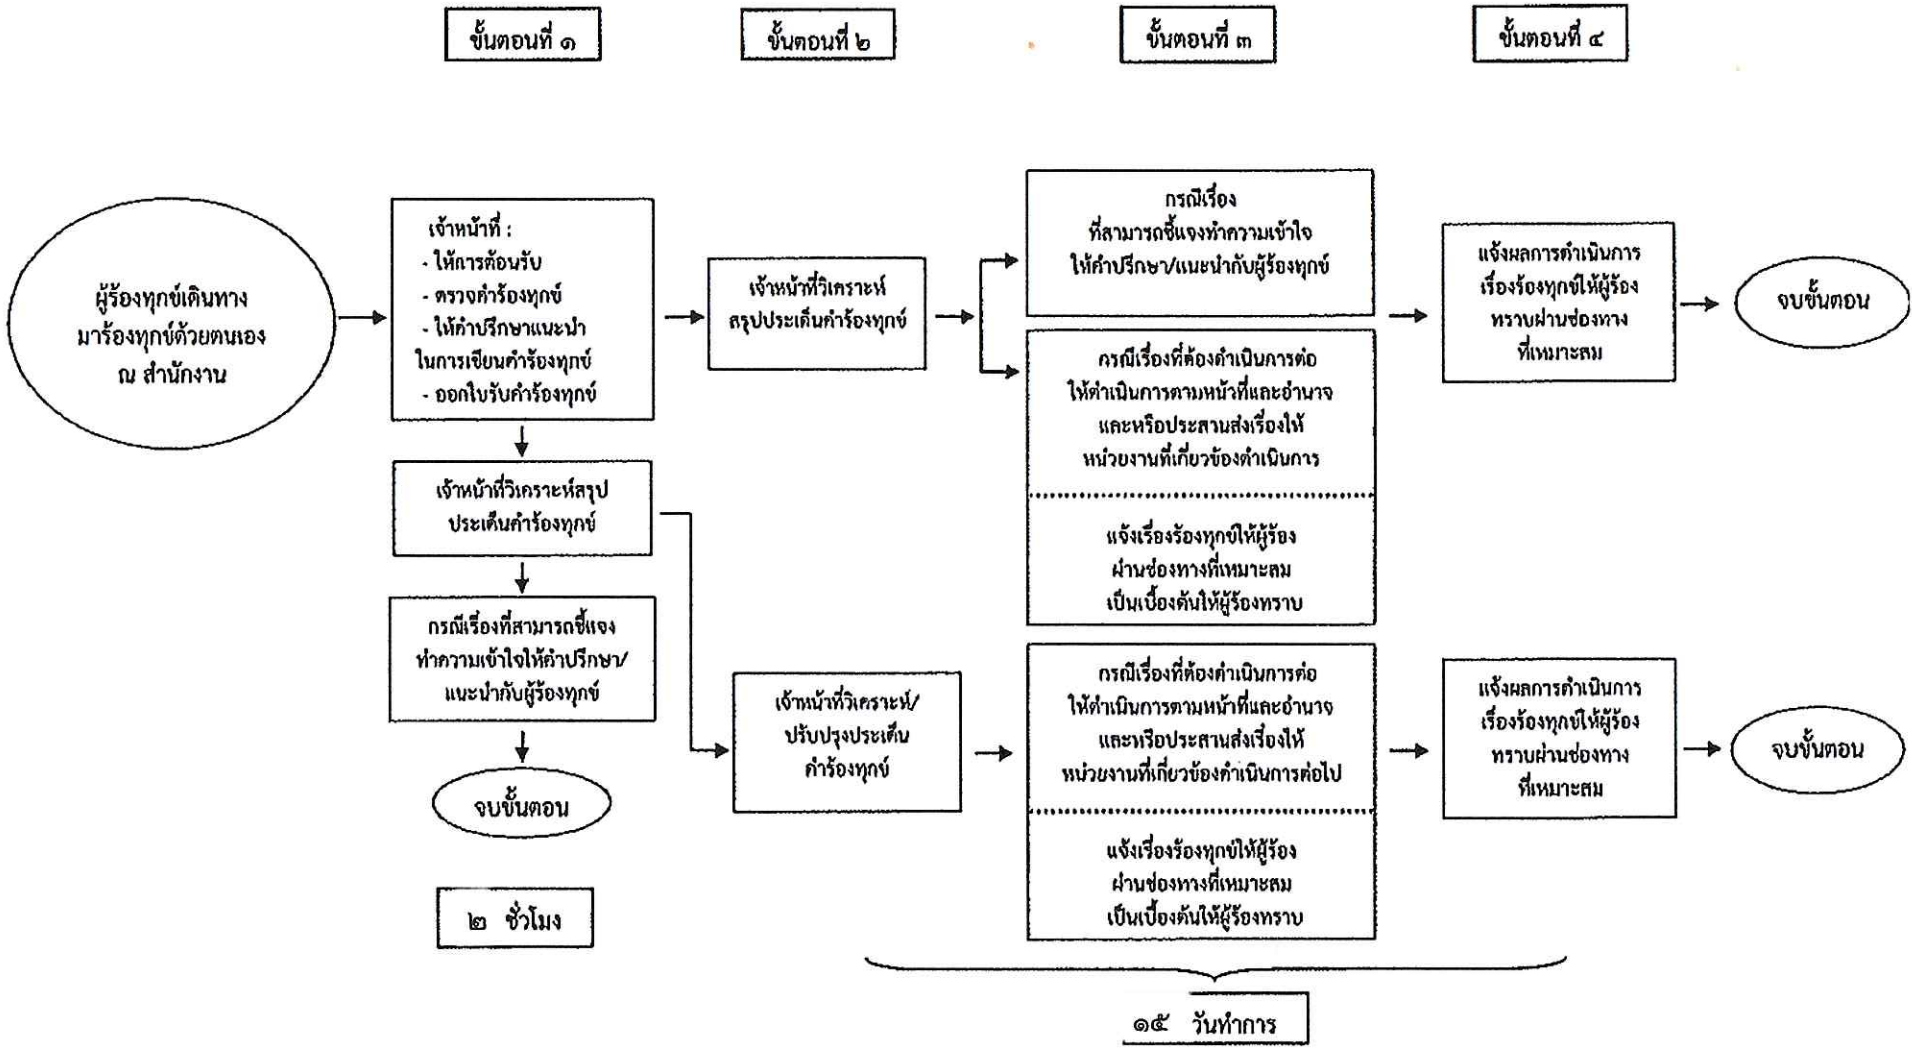 ขั้นตอนที่ ๑
ขั้นตอนที่ ๒
ขั้นตอนที่ ๓
ขั้นตอนที่ ๔
ผู้ร้องทุกข์เดินทาง
มาร้องทุกข์ด้วยตนเอง
ณ สำนักงาน
เจ้าหน้าที่ :
- ให้การต้อนรับ
- ตรวจคำร้องทุกข์
- ให้คำปรึกษาแนะนำ
ในการเขียนคำร้องทุกข์
- ออกใบรับคำร้องทุกข์
เจ้าหน้าที่วิเคราะห์
สรุปประเด็นคำร้องทุกข์
กรณีเรื่อง
ที่สามารถชี้แจงทำความเข้าใจ
ให้คำปรึกษา/แนะนำกับผู้ร้องทุกข์
กรณีเรื่องที่ต้องดำเนินการต่อ
ให้ดำเนินการตามหน้าที่และอำนาจ
และหรือประสานส่งเรื่องให้
หน่วยงานที่เกี่ยวข้องดำเนินการ
แจ้งเรื่องร้องทุกข์ให้ผู้ร้อง
ผ่านช่องทางที่เหมาะสม
เป็นเบื้องต้นให้ผู้ร้องทราบ
แจ้งผลการดำเนินการ
เรื่องร้องทุกข์ให้ผู้ร้อง
ทราบผ่านช่องทาง
ที่เหมาะสม
จบขั้นตอน
เจ้าหน้าที่วิเคราะห์สรุป
ประเด็นคำร้องทุกข์
กรณีเรื่องที่สามารถชี้แจง
ทำความเข้าใจให้คำปรึกษา/
แนะนำกับผู้ร้องทุกข์
จบขั้นตอน
๒ ชั่วโมง
เจ้าหน้าที่วิเคราะห์/
ปรับปรุงประเด็น
คำร้องทุกข์
กรณีเรื่องที่ต้องดำเนินการต่อ
ให้ดำเนินการตามหน้าที่และอำนาจ
และหรือประสานส่งเรื่องให้
หน่วยงานที่เกี่ยวข้องดำเนินการต่อไป
แจ้งเรื่องร้องทุกข์ให้ผู้ร้อง
ผ่านช่องทางที่เหมาะสม
เป็นเบื้องต้นให้ผู้ร้องทราบ
แจ้งผลการดำเนินการ
เรื่องร้องทุกข์ให้ผู้ร้อง
ทราบผ่านช่องทาง
ที่เหมาะสม
จบขั้นตอน
๑๕ วันทำการ